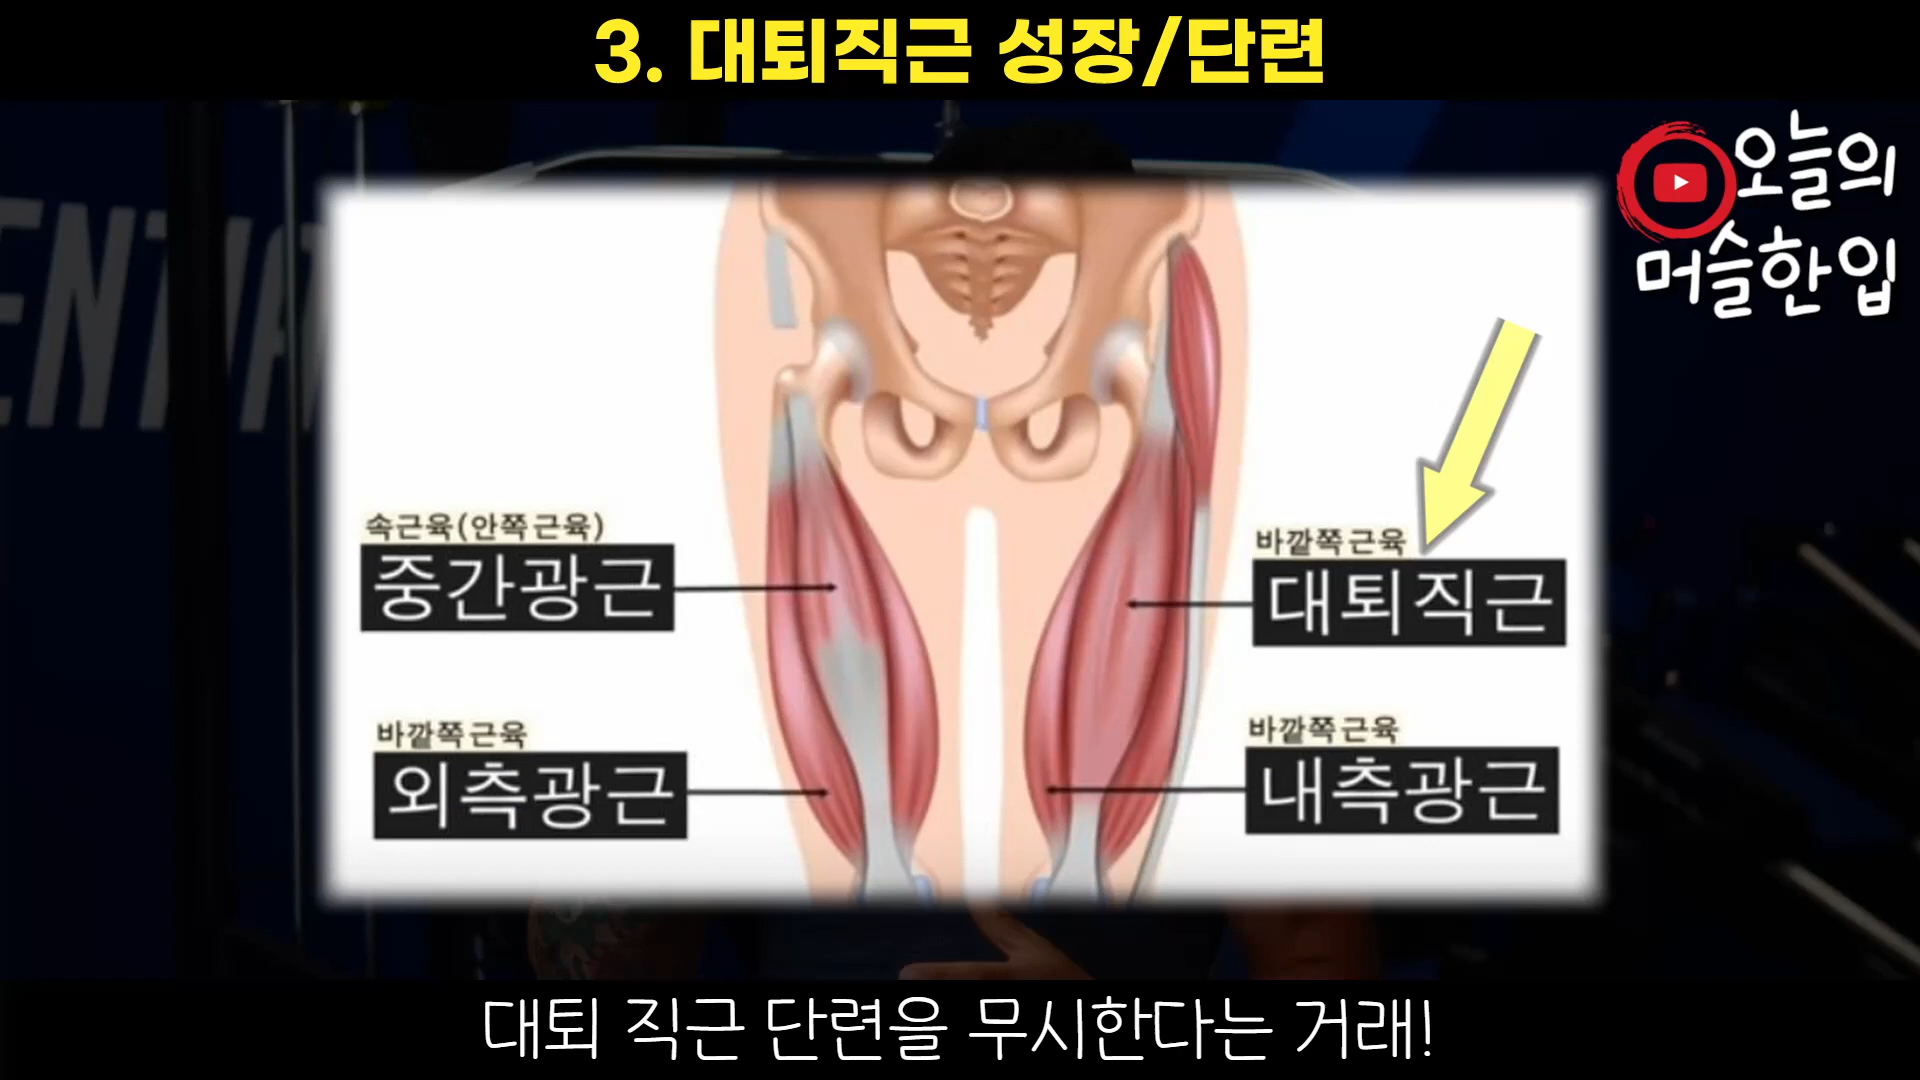 3. 대퇴직근 성장/단련
오늘의
머슬한입
속근육(안쪽근육)
중간광근
바깥쪽근육
대퇴직근
바깥쪽근육
외측광근
바깥쪽근육
내측광근
대퇴 직근 단련을 무시한다는 거래!